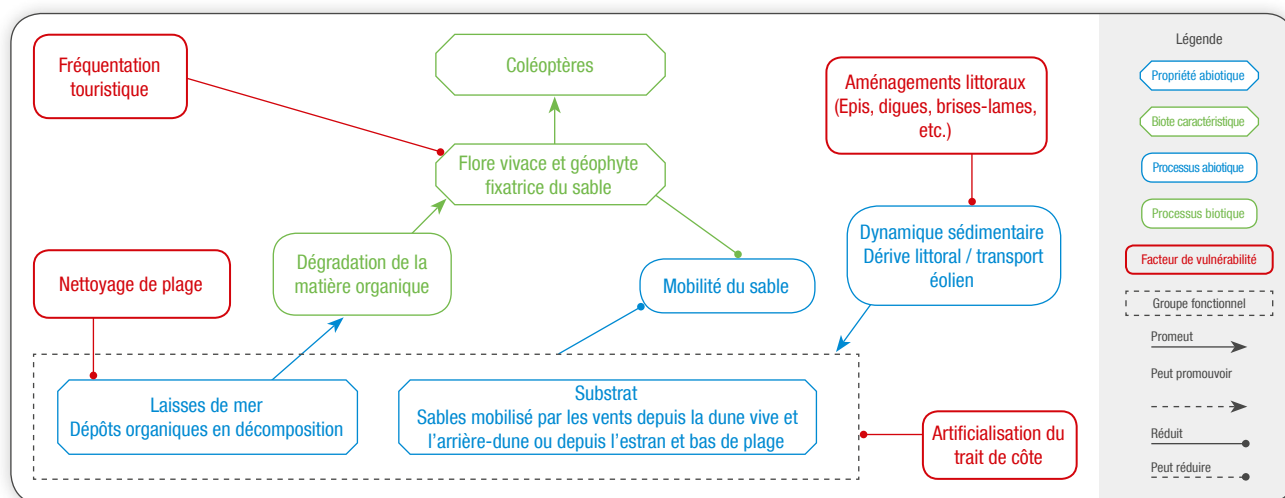 Fréquentation
touristique
Coléoptères
Aménagements littoraux
(Epis, digues, brises-lames,
etc.)
Flore vivace et géophyte
fixatrice du sable
Nettoyage de plage
Dégradation de la
matière organique
Mobilité du sable
Dynamique sédimentaire
Dérive littoral / transport
éolien
Laisses de mer
Dépôts organiques en décomposition
Substrat
Sables mobilisé par les vents depuis la dune vive et
l’arrière-dune ou depuis l’estran et bas de plage
Artificialisation du
trait de côte
Légende
Propriété abiotique
Biote caractéristique
Processus abiotique
Processus biotique
Facteur de vulnérabilité
Groupe fonctionnel
Promeut
Peut promouvoir
Réduit
Peut réduire